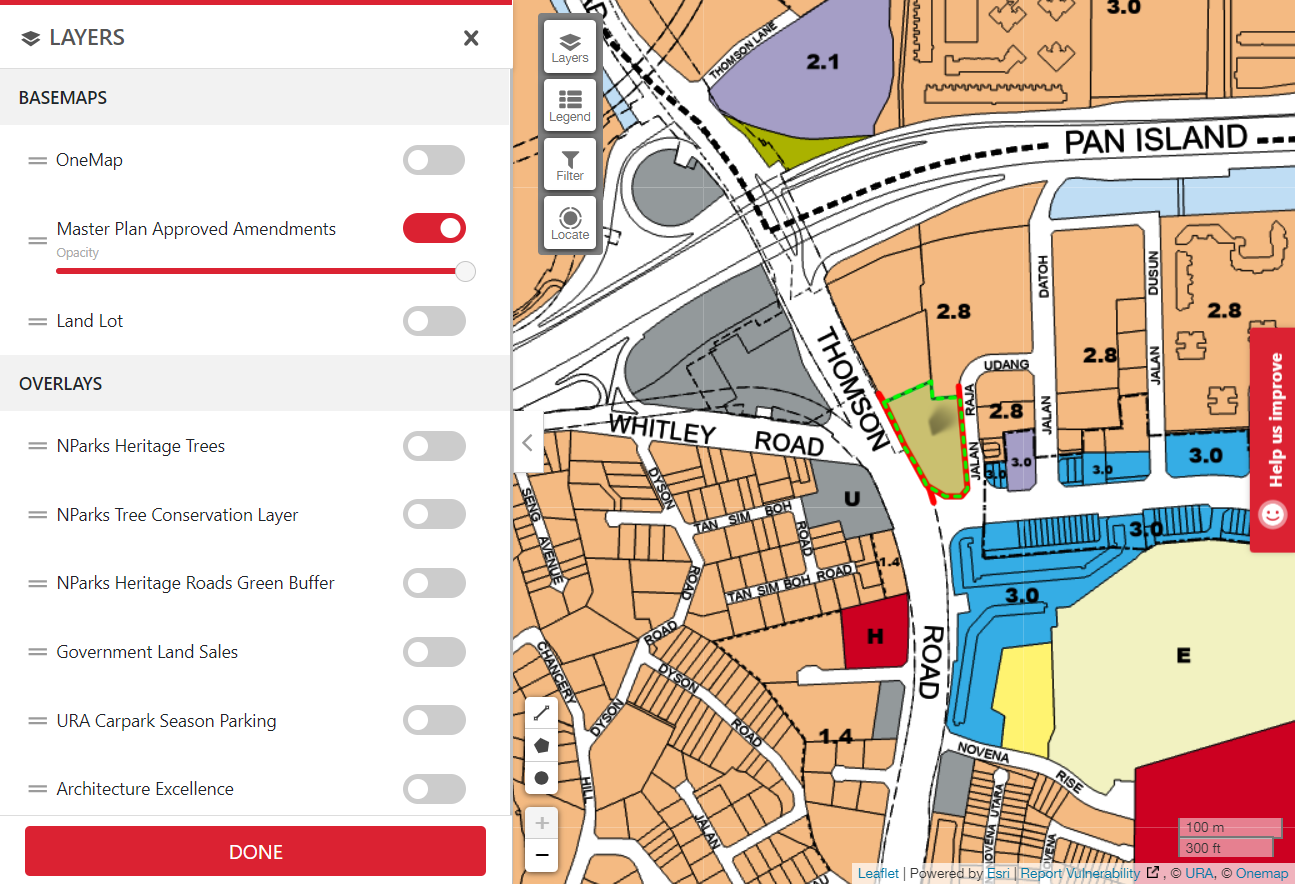 LAYERS
BASEMAPS
OneMap
Master Plan Approved Amendments
Opacity
Land Lot
OVERLAYS
NParks Heritage Trees
NParks Tree Conservation Layer
NParks Heritage Roads Green Buffer
Government Land Sales
URA Carpark Season Parking
Architecture Excellence
DONE
Layers
Legend
Filter
Locate
THOMSON LANE
2.1
3.0
PAN ISLAND
2.8
DATOH
DUSUN
2.8
THOMSON
2.8
JALAN
UDANG
RAJA
2.8
JALAN
WHITLEY ROAD
JALAN
3.0
3.0
3.0
3.0
Help us improve
U
DYSON
SENG
TAN SIM BOH
ROAD
3.0
AVENUE
1.4
TAN SIM BOH ROAD
ROAD
3.0
ROAD
H
ROAD
E
CHANCERY
DYSON
DYSON
ROAD
1.4
HILL
NOVENA
RISE
JALAN
NOVENA UTARA
NOVENA
+
−
100 m
300 ft
Leaflet | Powered by Esri | Report Vulnerability , © URA, © Onemap